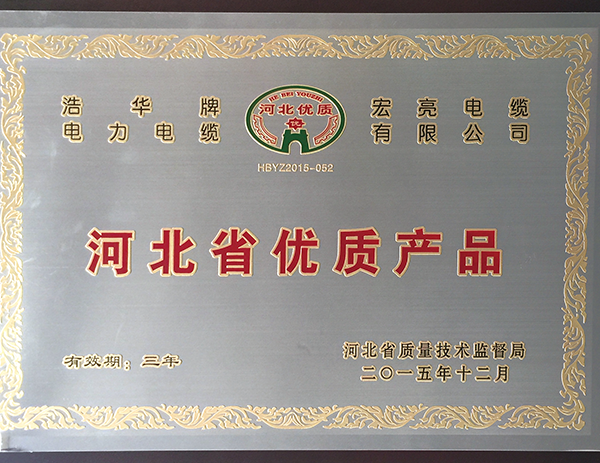 浩华牌
电力电缆
HE BEI YOUZHI
河北优质
优
宏亮电缆
有限公司
HBYZ2015-052
河北省优质产品
有效期：三年
河北省质量技术监督局
二〇一五年十二月